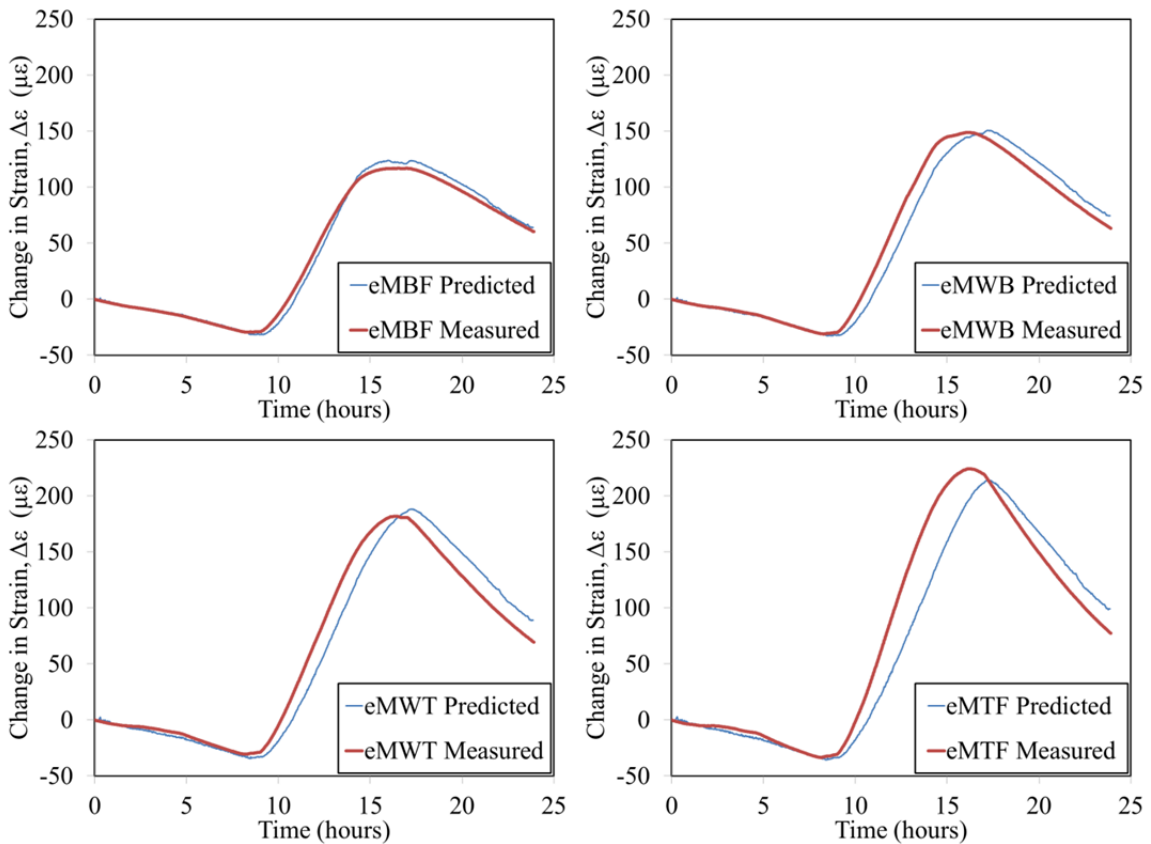 Change in Strain, Δε (με)
250
200
150
100
50
0
-50
eMBF Predicted
eMBF Measured
0 5 10 15 20 25
Time (hours)
Change in Strain, Δε (με)
250
200
150
100
50
0
-50
eMWB Predicted
eMWB Measured
0 5 10 15 20 25
Time (hours)
Change in Strain, Δε (με)
250
200
150
100
50
0
-50
eMWT Predicted
eMWT Measured
0 5 10 15 20 25
Time (hours)
Change in Strain, Δε (με)
250
200
150
100
50
0
-50
eMTF Predicted
eMTF Measured
0 5 10 15 20 25
Time (hours)